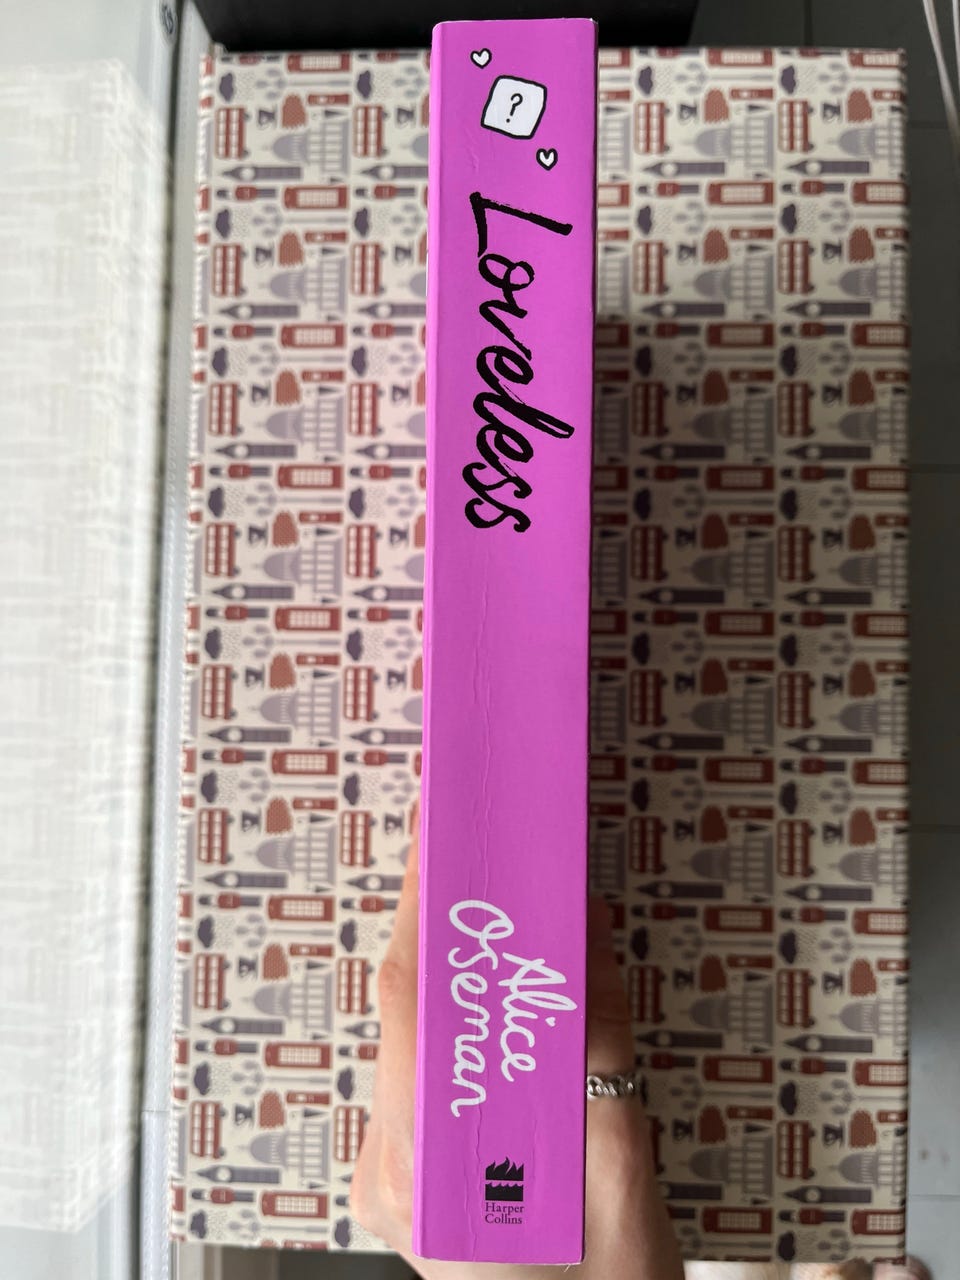 ?
Loveless
Alice
Oseman
Harper
Collins